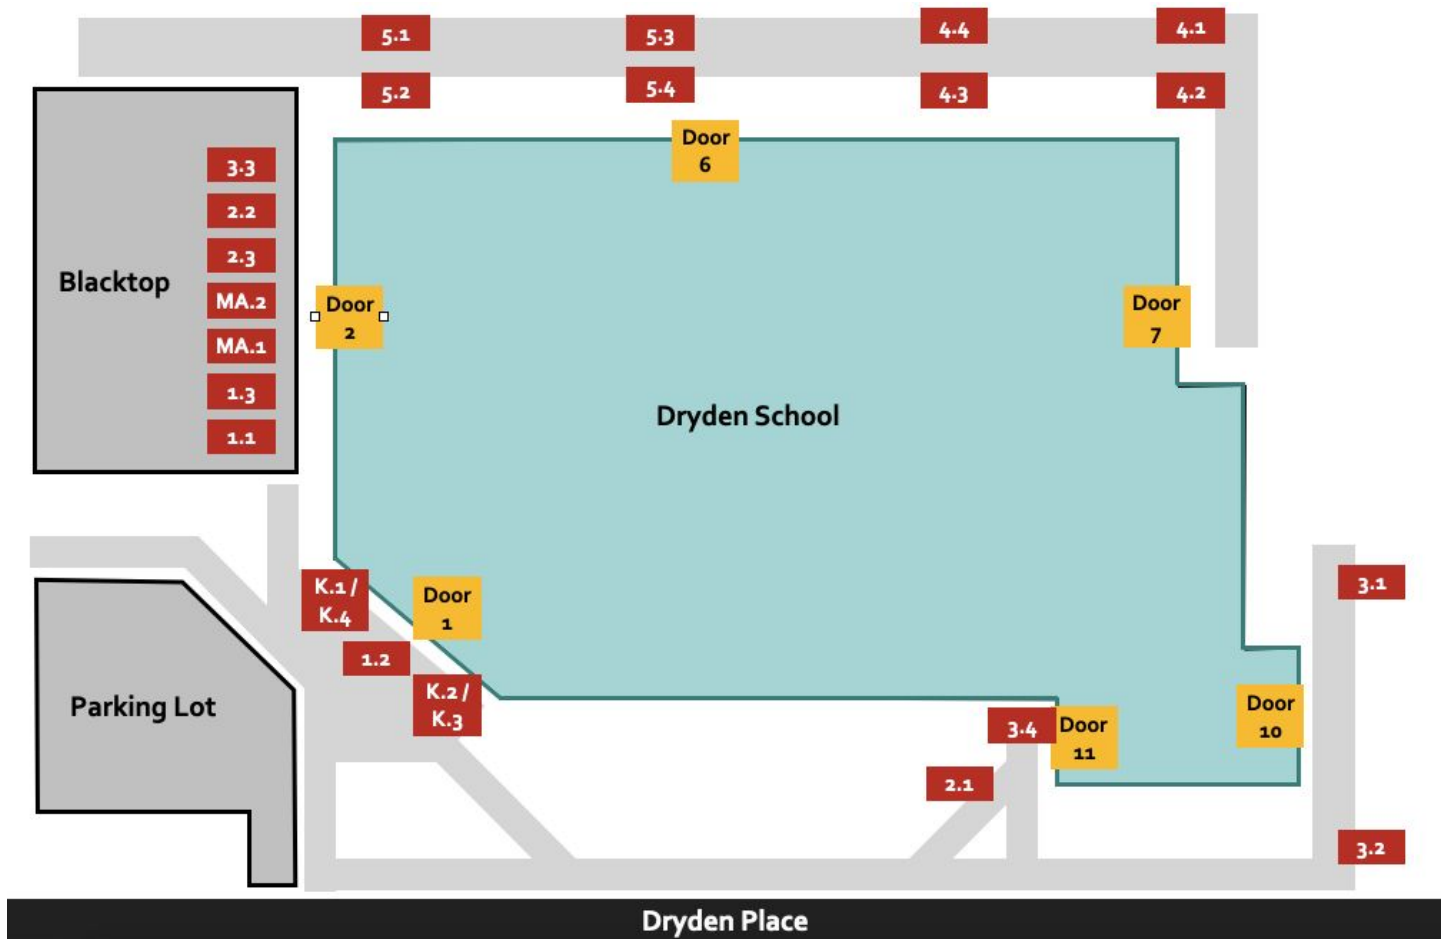 5.1
5.3
4.4
4.1
5.2
5.4
4.3
4.2
Door
6
3.3
2.2
2.3
MA.2
MA.1
1.3
1.1
Blacktop
Door
2
Door
7
Dryden School
K.1 /
K.4
Door
1
1.2
K.2 /
K.3
Parking Lot
3.1
3.4
Door
11
Door
10
2.1
3.2
Dryden Place